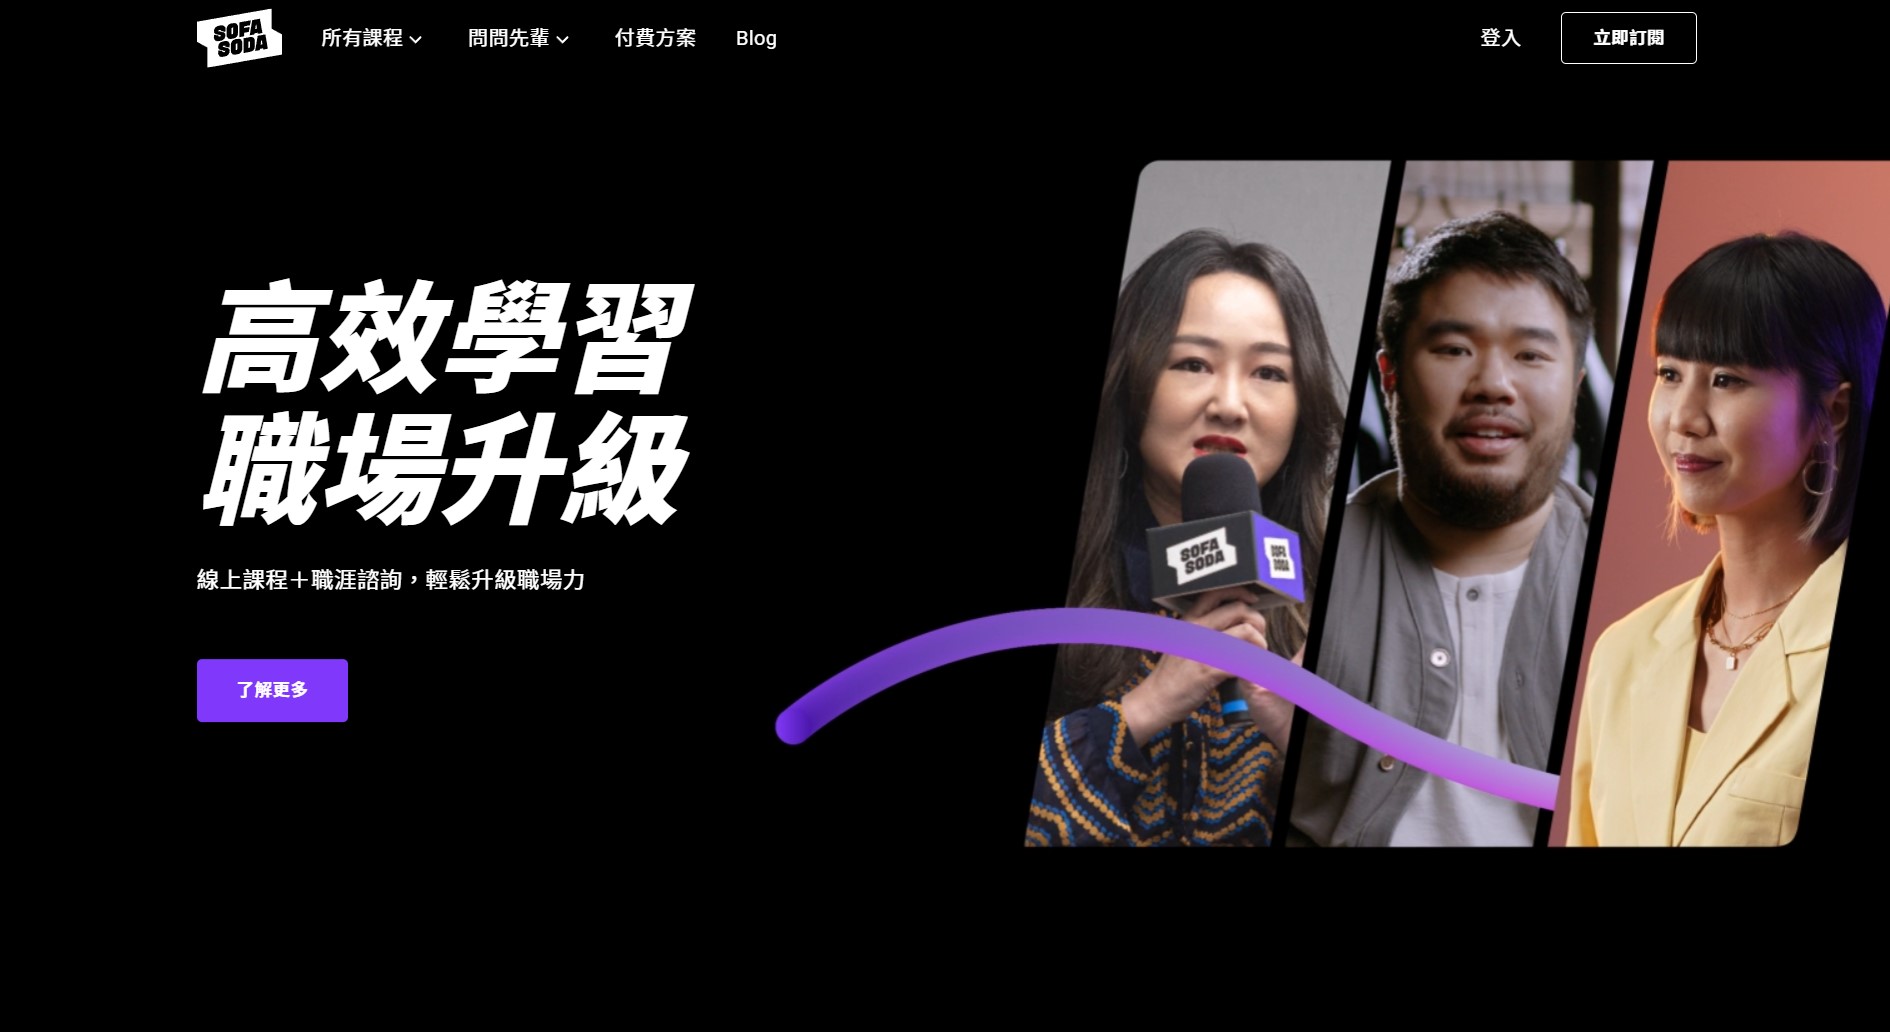 SOFA
SODA
所有課程
問問先輩
付費方案
Blog
登入
立即訂閱
高效學習
職場升級
線上課程＋職涯諮詢，輕鬆升級職場力
了解更多
SOFA
SODA
SOFA
SODA